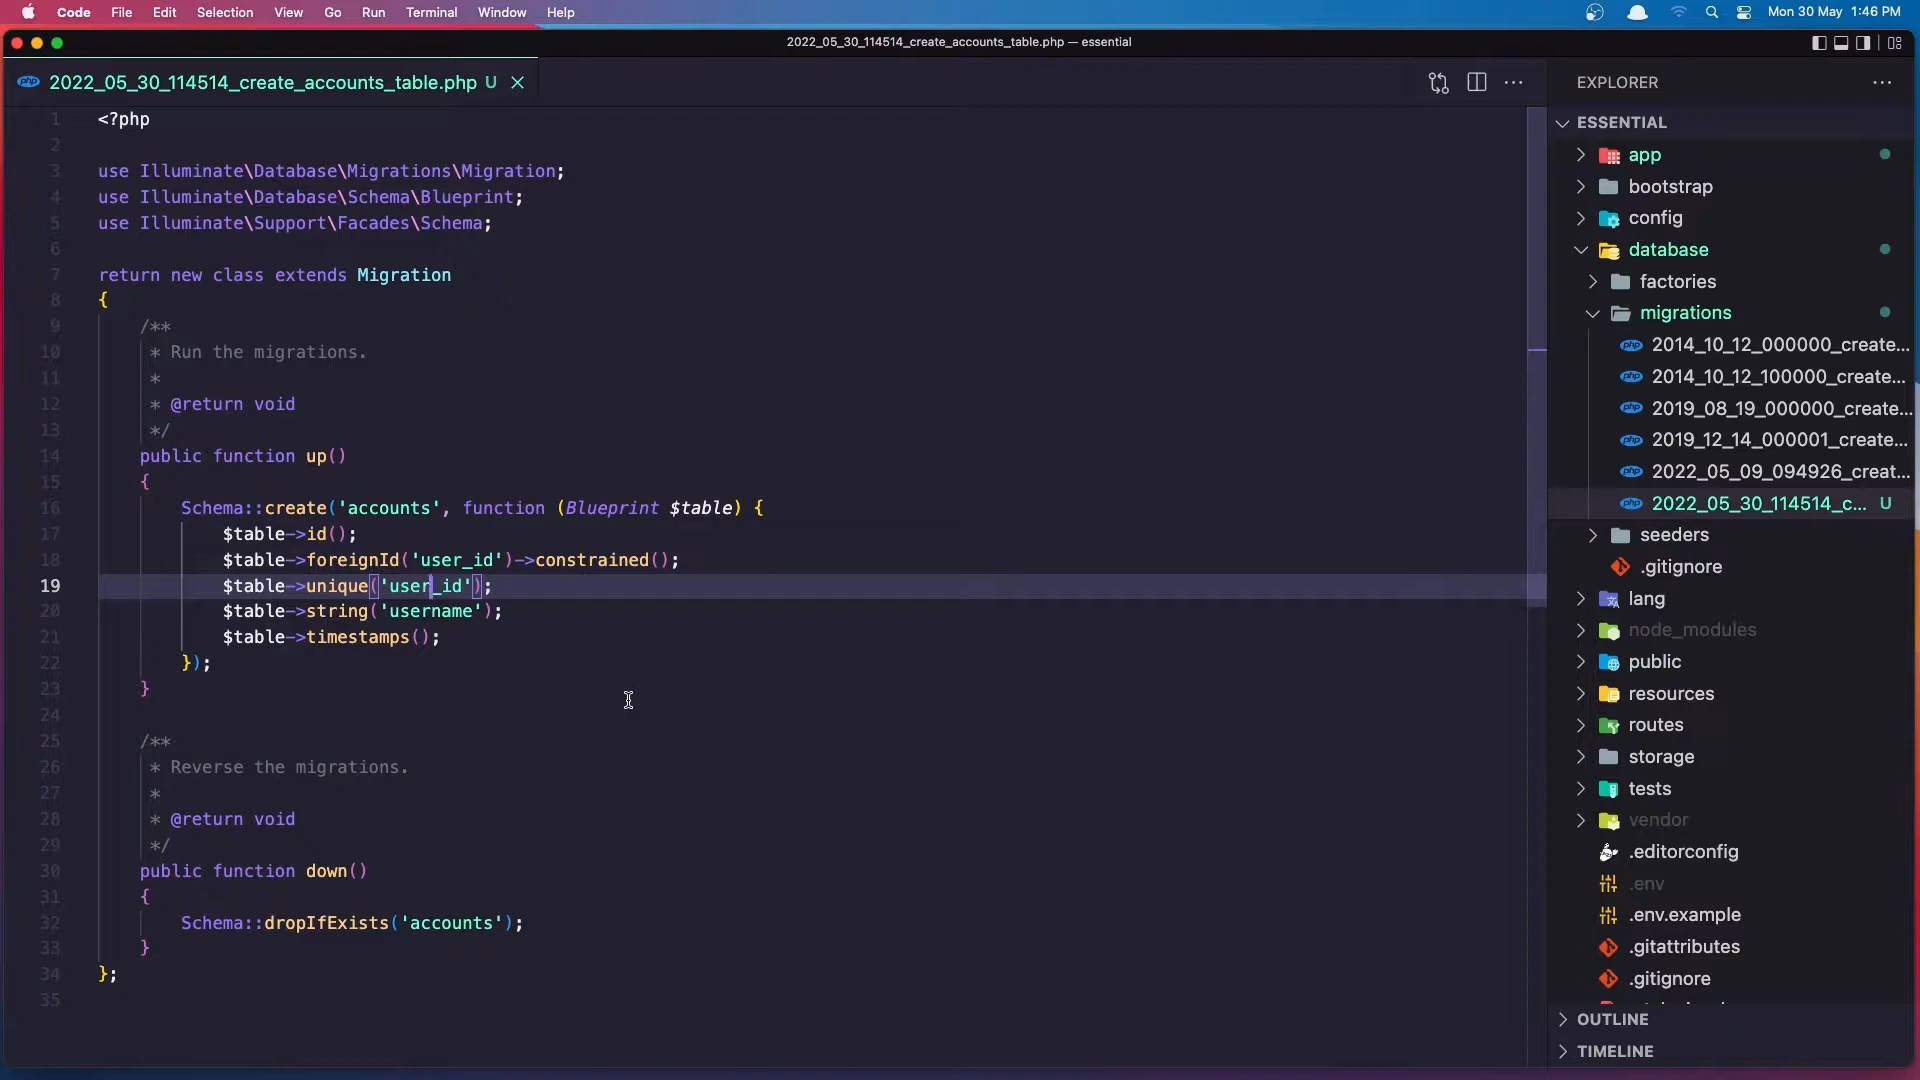 Code File Edit Selection View Go Run Terminal Window Help Mon 30 May 1:46 PM
2022_05_30_114514_create_accounts_table.php — essential
php 2022_05_30_114514_create_accounts_table.php U
1 <?php
2
3 use Illuminate\Database\Migrations\Migration;
4 use Illuminate\Database\Schema\Blueprint;
5 use Illuminate\Support\Facades\Schema;
6
7 return new class extends Migration
8 {
9 /**
10 * Run the migrations.
11 *
12 * @return void
13 */
14 public function up()
15 {
16 Schema::create('accounts', function (Blueprint $table) {
17 $table->id();
18 $table->foreignId('user_id')->constrained();
19 $table->unique('user_id');
20 $table->string('username');
21 $table->timestamps();
22 });
23 }
24
25 /**
26 * Reverse the migrations.
27 *
28 * @return void
29 */
30 public function down()
31 {
32 Schema::dropIfExists('accounts');
33 }
34 };
35
EXPLORER
ESSENTIAL
app
bootstrap
config
database
factories
migrations
php 2014_10_12_000000_create...
php 2014_10_12_100000_create...
php 2019_08_19_000000_create...
php 2019_12_14_000001_create...
php 2022_05_09_094926_creat...
php 2022_05_30_114514_c... U
seeders
.gitignore
lang
node_modules
public
resources
routes
storage
tests
vendor
.editorconfig
.env
.env.example
.gitattributes
.gitignore
OUTLINE
TIMELINE